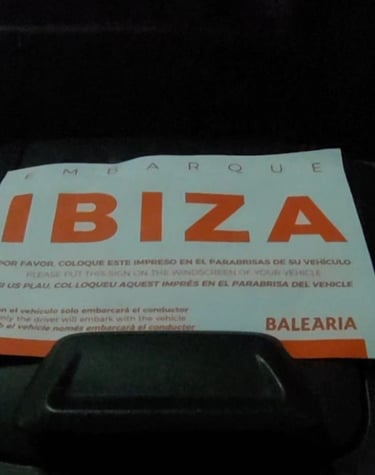 EMBARQUE
IBIZA
POR FAVOR, COLOQUE ESTE IMPRESO EN EL PARABRISAS DE SU VEHÍCULO
PLEASE PUT THIS SIGN ON THE WINDSCREEN OF YOUR VEHICLE
US PLAU, COL·LOQUEU AQUEST IMPRÈS EN EL PARABRISA DEL VEHICLE
el vehículo solo embarcará el conductor
only the driver will embark with the vehicle
el vehicle només embarcará el conductor
BALEARIA